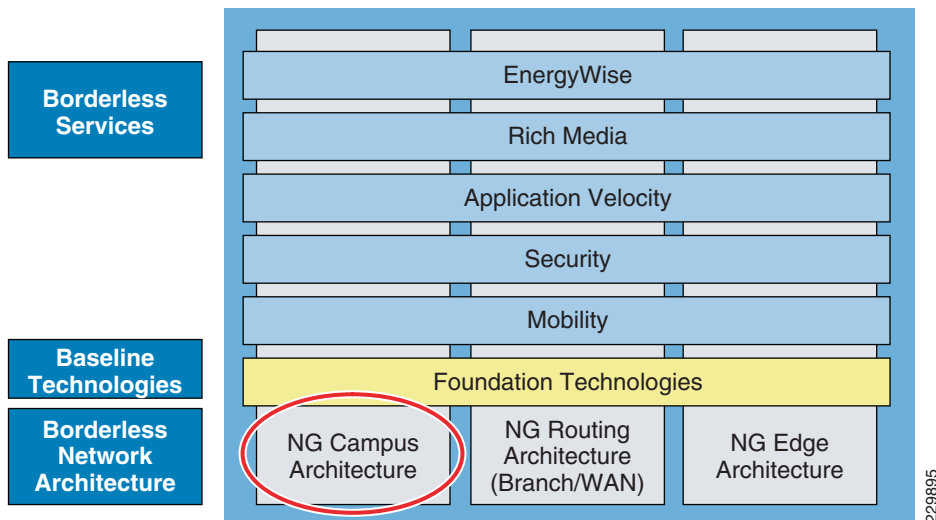 Borderless
Services
EnergyWise
Rich Media
Application Velocity
Security
Mobility
Baseline
Technologies
Foundation Technologies
Borderless
Network
Architecture
NG Campus
Architecture
NG Routing
Architecture
(Branch/WAN)
NG Edge
Architecture
229895